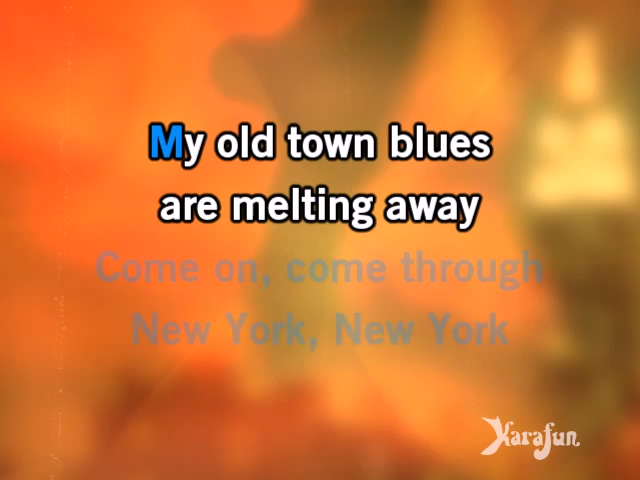 My old town blues
are melting away
Come on, come through
New York, New York
Karafun